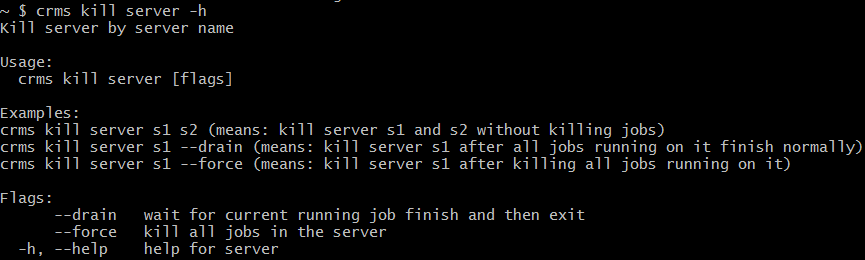 ~ $ crms kill server -h
Kill server by server name

Usage:
  crms kill server [flags]

Examples:
crms kill server s1 s2 (means: kill server s1 and s2 without killing jobs)
crms kill server s1 --drain (means: kill server s1 after all jobs running on it finish normally)
crms kill server s1 --force (means: kill server s1 after killing all jobs running on it)

Flags:
      --drain   wait for current running job finish and then exit
      --force   kill all jobs in the server
  -h, --help    help for server